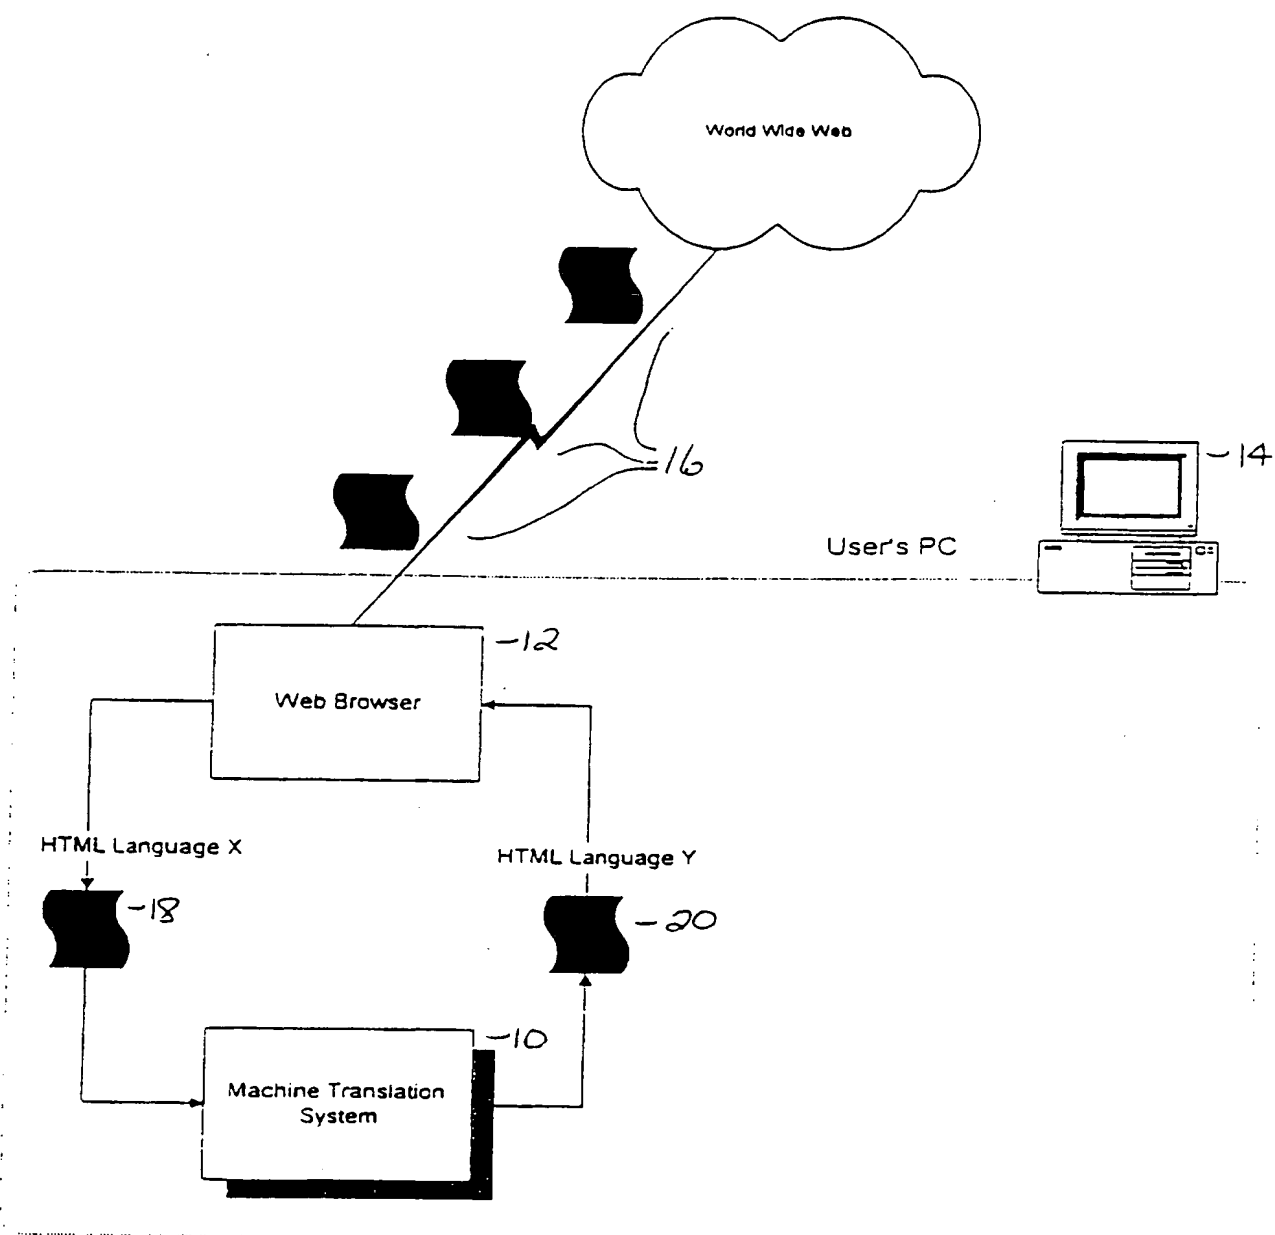 World Wide Web
16
14
User's PC
12
Web Browser
HTML Language X
HTML Language Y
18
20
10
Machine Translation
System